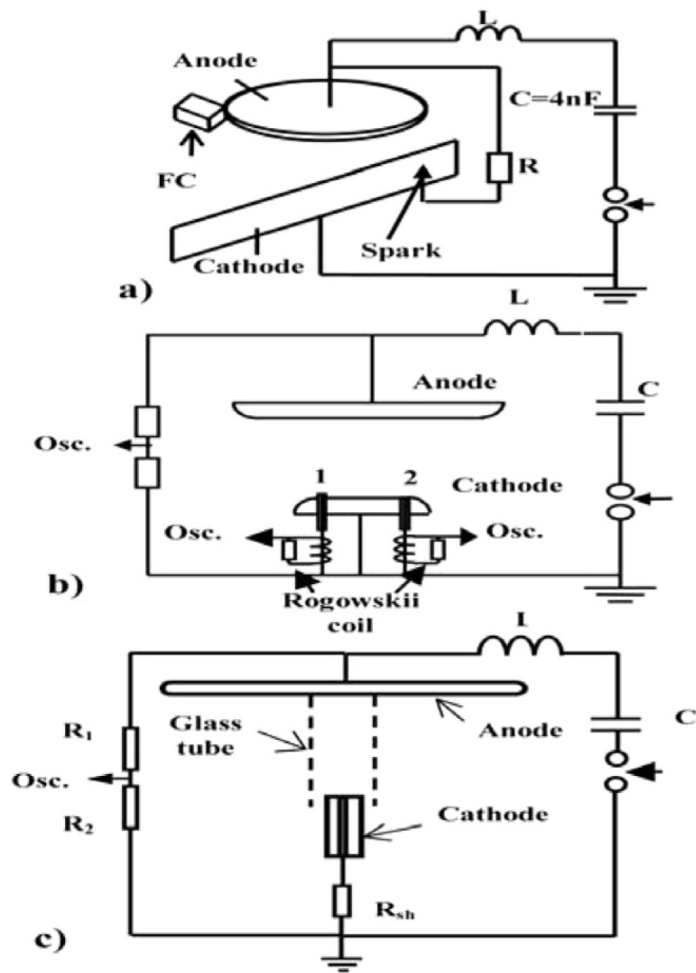 L
Anode
C=4nF
FC
R
Spark
Cathode
a)
L
Anode
C
Osc.
1 2
Cathode
Osc.
Osc.
b)
Rogowskii
coil
I
Glass
tube
Anode
C
R₁
Osc.
R₂
Cathode
Rsh
c)